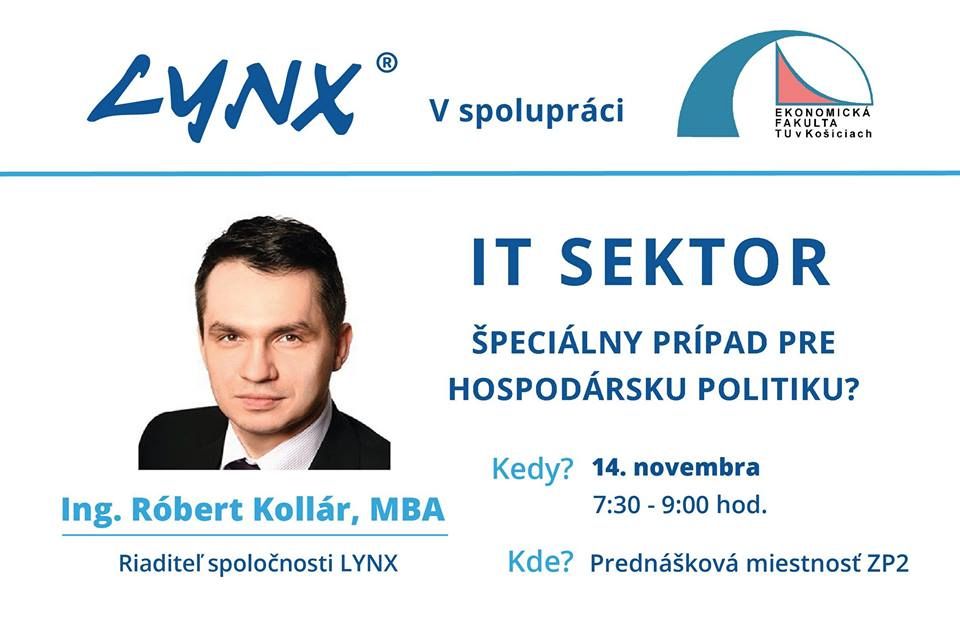 LYNX®
V spolupráci
EKONOMICKÁ
FAKULTA
TU v Košiciach
IT SEKTOR
ŠPECIÁLNY PRÍPAD PRE
HOSPODÁRSKU POLITIKU?
Ing. Róbert Kollár, MBA
Riaditeľ spoločnosti LYNX
Kedy? 14. novembra
7:30 - 9:00 hod.
Kde? Prednášková miestnosť ZP2